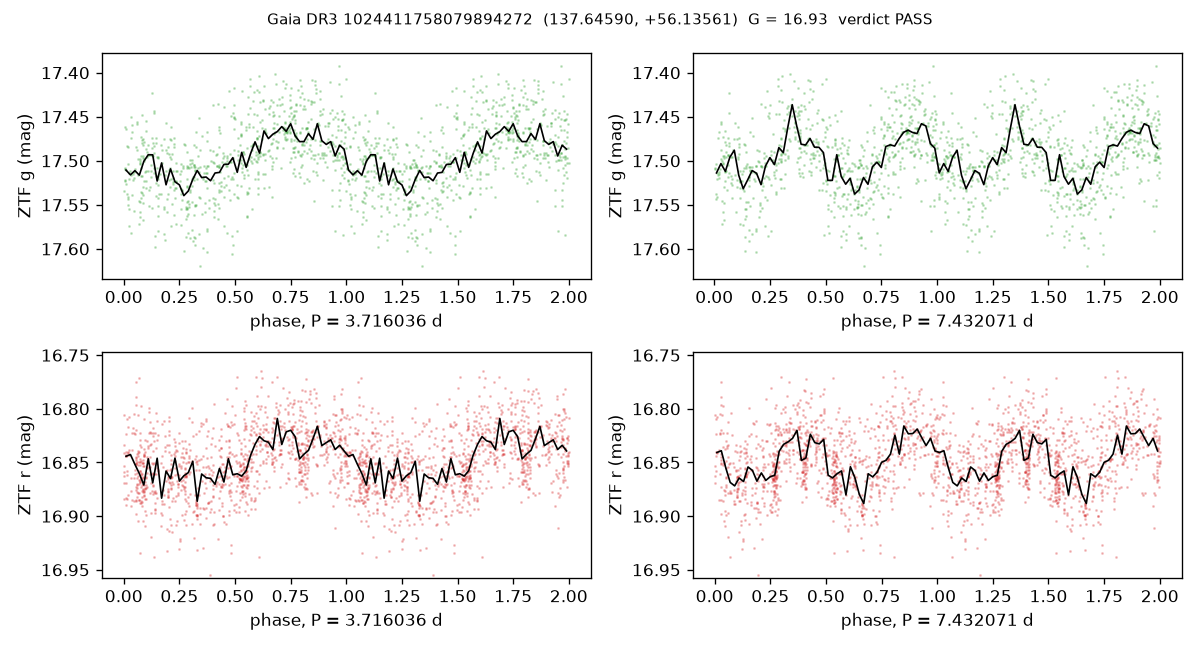 Gaia DR3 1024411758079894272  (137.64590, +56.13561)  G = 16.93  verdict PASS
ZTF g (mag)
17.40
17.45
17.50
17.55
17.60
0.00 0.25 0.50 0.75 1.00 1.25 1.50 1.75 2.00
phase, P = 3.716036 d
ZTF g (mag)
17.40
17.45
17.50
17.55
17.60
0.00 0.25 0.50 0.75 1.00 1.25 1.50 1.75 2.00
phase, P = 7.432071 d
ZTF r (mag)
16.75
16.80
16.85
16.90
16.95
0.00 0.25 0.50 0.75 1.00 1.25 1.50 1.75 2.00
phase, P = 3.716036 d
ZTF r (mag)
16.75
16.80
16.85
16.90
16.95
0.00 0.25 0.50 0.75 1.00 1.25 1.50 1.75 2.00
phase, P = 7.432071 d